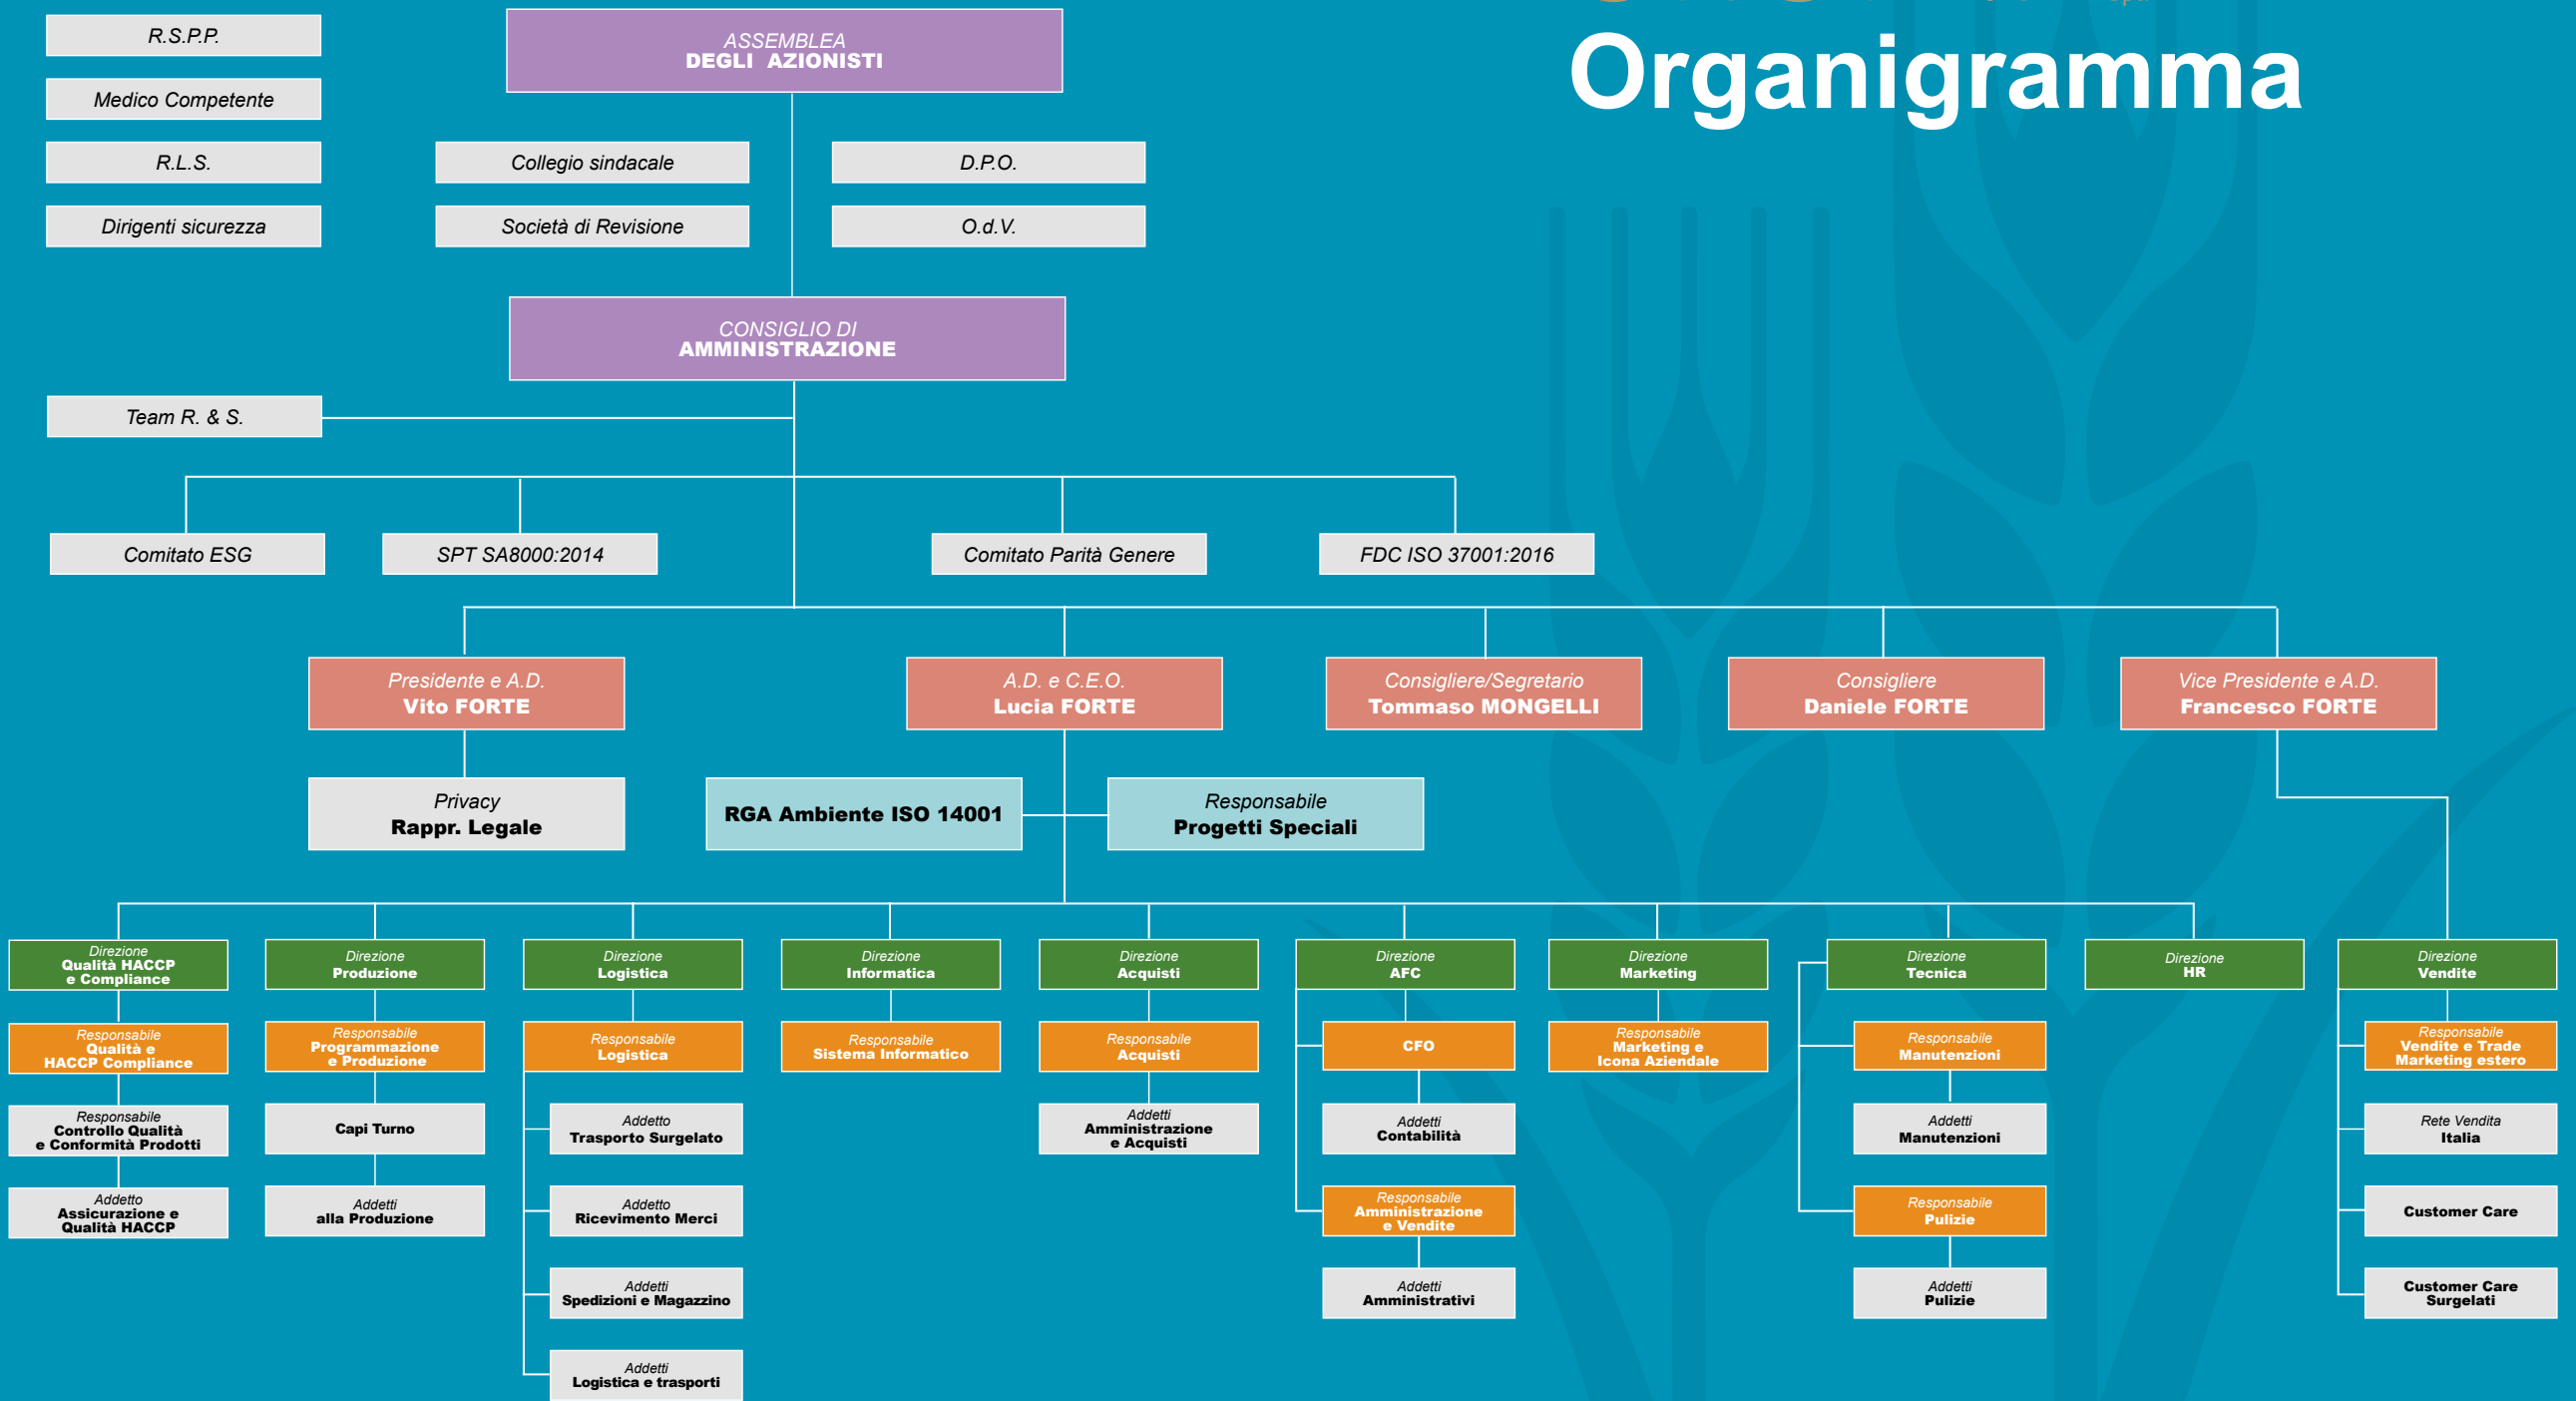 Organigramma
R.S.P.P.
Medico Competente
R.L.S.
Dirigenti sicurezza
ASSEMBLEA
DEGLI AZIONISTI
Collegio sindacale
D.P.O.
Società di Revisione
O.d.V.
CONSIGLIO DI
AMMINISTRAZIONE
Team R. & S.
Comitato ESG
SPT SA8000:2014
Comitato Parità Genere
FDC ISO 37001:2016
Presidente e A.D.
Vito FORTE
A.D. e C.E.O.
Lucia FORTE
Consigliere/Segretario
Tommaso MONGELLI
Consigliere
Daniele FORTE
Vice Presidente e A.D.
Francesco FORTE
Privacy
Rappr. Legale
RGA Ambiente ISO 14001
Responsabile
Progetti Speciali
Direzione
Qualità HACCP
e Compliance
Responsabile
Qualità e
HACCP Compliance
Responsabile
Controllo Qualità
e Conformità Prodotti
Addetto
Assicurazione e
Qualità HACCP
Direzione
Produzione
Responsabile
Programmazione
e Produzione
Capi Turno
Addetti
alla Produzione
Direzione
Logistica
Responsabile
Logistica
Addetto
Trasporto Surgelato
Addetto
Ricevimento Merci
Addetti
Spedizioni e Magazzino
Addetti
Logistica e trasporti
Direzione
Informatica
Responsabile
Sistema Informatico
Direzione
Acquisti
Responsabile
Acquisti
Addetti
Amministrazione
e Acquisti
Direzione
AFC
CFO
Addetti
Contabilità
Responsabile
Amministrazione
e Vendite
Addetti
Amministrativi
Direzione
Marketing
Responsabile
Marketing e
Icona Aziendale
Direzione
Tecnica
Responsabile
Manutenzioni
Addetti
Manutenzioni
Responsabile
Pulizie
Addetti
Pulizie
Direzione
HR
Direzione
Vendite
Responsabile
Vendite e Trade
Marketing estero
Rete Vendita
Italia
Customer Care
Customer Care
Surgelati